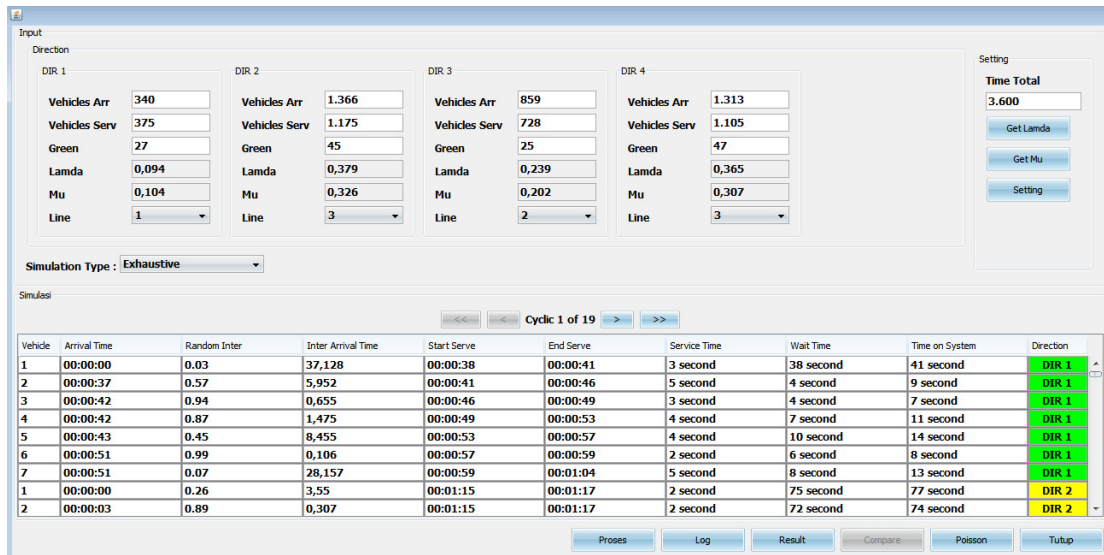 Input
Direction
DIR 1 DIR 2 DIR 3 DIR 4 Setting
Vehicles Arr 340 Vehicles Arr 1.366 Vehicles Arr 859 Vehicles Arr 1.313 Time Total
3.600
Vehicles Serv 375 Vehicles Serv 1.175 Vehicles Serv 728 Vehicles Serv 1.105 Get Lamda
Green 27 Green 45 Green 25 Green 47
Lamda 0,094 Lamda 0,379 Lamda 0,239 Lamda 0,365 Get Mu
Mu 0,104 Mu 0,326 Mu 0,202 Mu 0,307 Setting
Line 1 Line 3 Line 2 Line 3
Simulation Type : Exhaustive
Simulasi
<< < Cyclic 1 of 19 > >>
Vehicle Arrival Time Random Inter Inter Arrival Time Start Serve End Serve Service Time Wait Time Time on System Direction
1 00:00:00 0.03 37,128 00:00:38 00:00:41 3 second 38 second 41 second DIR 1
2 00:00:37 0.57 5,952 00:00:41 00:00:46 5 second 4 second 9 second DIR 1
3 00:00:42 0.94 0,655 00:00:46 00:00:49 3 second 4 second 7 second DIR 1
4 00:00:42 0.87 1,475 00:00:49 00:00:53 4 second 7 second 11 second DIR 1
5 00:00:43 0.45 8,455 00:00:53 00:00:57 4 second 10 second 14 second DIR 1
6 00:00:51 0.99 0,106 00:00:57 00:00:59 2 second 6 second 8 second DIR 1
7 00:00:51 0.07 28,157 00:00:59 00:01:04 5 second 8 second 13 second DIR 1
1 00:00:00 0.26 3,55 00:01:15 00:01:17 2 second 75 second 77 second DIR 2
2 00:00:03 0.89 0,307 00:01:15 00:01:17 2 second 72 second 74 second DIR 2
Proses Log Result Compare Poisson Tutup